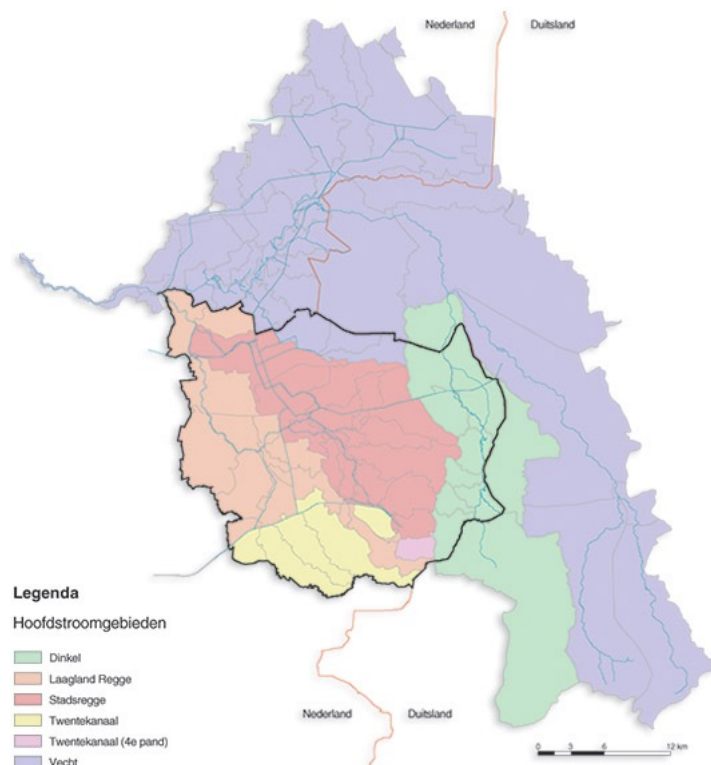 Nederland Duitsland
Legenda
Hoofdstroomgebieden
Dinkel
Laagland Regge
Stadsregge
Twentekanaal
Twentekanaal (4e pand)
Vecht
Nederland Duitsland
0 3 6 12 km